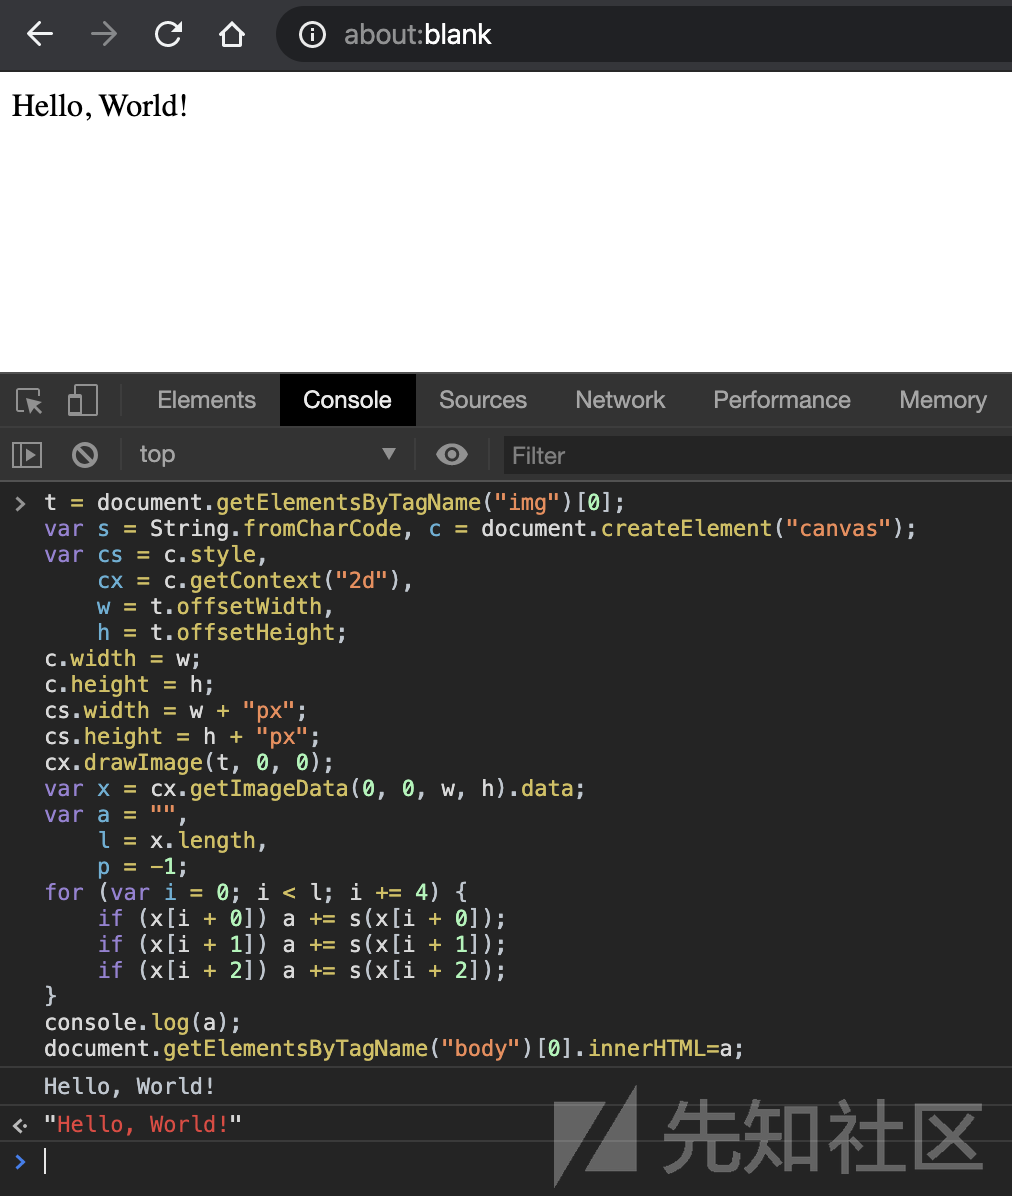 about:blank
Hello, World!
Elements Console Sources Network Performance Memory
top Filter
> t = document.getElementsByTagName("img")[0];
var s = String.fromCharCode, c = document.createElement("canvas");
var cs = c.style,
    cx = c.getContext("2d"),
    w = t.offsetWidth,
    h = t.offsetHeight;
c.width = w;
c.height = h;
cs.width = w + "px";
cs.height = h + "px";
cx.drawImage(t, 0, 0);
var x = cx.getImageData(0, 0, w, h).data;
var a = "",
    l = x.length,
    p = -1;
for (var i = 0; i < l; i += 4) {
    if (x[i + 0]) a += s(x[i + 0]);
    if (x[i + 1]) a += s(x[i + 1]);
    if (x[i + 2]) a += s(x[i + 2]);
}
console.log(a);
document.getElementsByTagName("body")[0].innerHTML=a;
Hello, World!
"Hello, World!"
先知社区